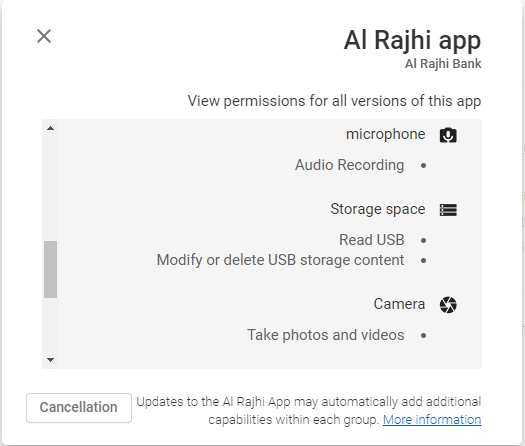 Al Rajhi app
Al Rajhi Bank
View permissions for all versions of this app
microphone
Audio Recording
Storage space
Read USB
Modify or delete USB storage content
Camera
Take photos and videos
Cancellation
Updates to the Al Rajhi App may automatically add additional
capabilities within each group. More information